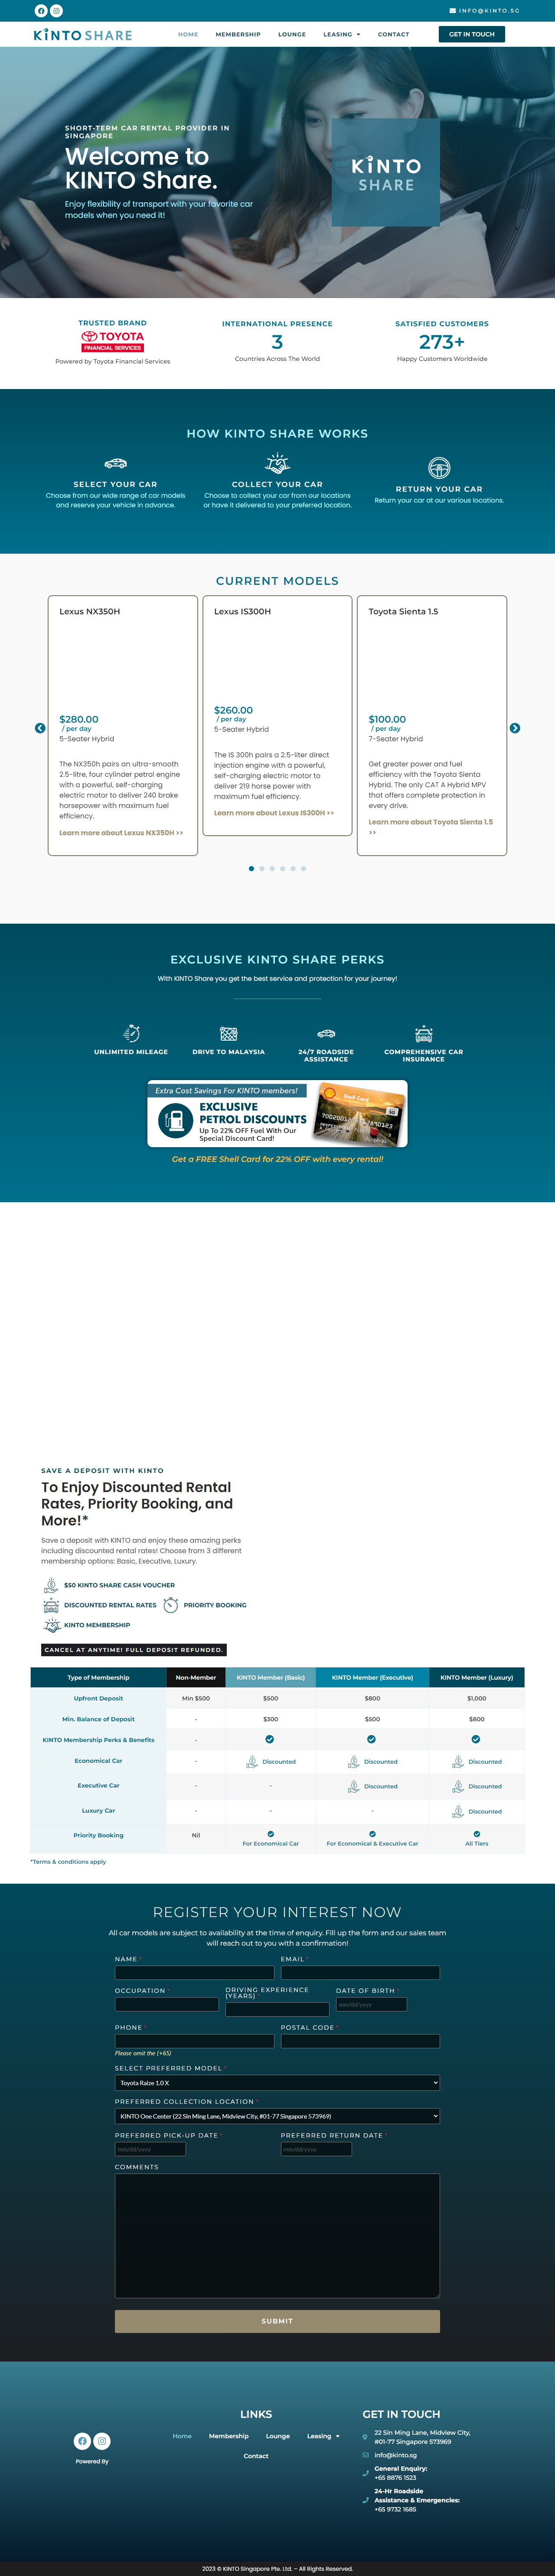 INFO@KINTO.SG
KINTO SHARE
HOME
MEMBERSHIP
LOUNGE
LEASING
CONTACT
GET IN TOUCH
SHORT-TERM CAR RENTAL PROVIDER IN
SINGAPORE
Welcome to
KINTO Share.
Enjoy flexibility of transport with your favorite car
models when you need it!
KINTO
SHARE
TRUSTED BRAND
TOYOTA
FINANCIAL SERVICES
Powered by Toyota Financial Services
INTERNATIONAL PRESENCE
3
Countries Across The World
SATISFIED CUSTOMERS
273+
Happy Customers Worldwide
HOW KINTO SHARE WORKS
SELECT YOUR CAR
Choose from our wide range of car models
and reserve your vehicle in advance.
COLLECT YOUR CAR
Choose to collect your car from our locations
or have it delivered to your preferred location.
RETURN YOUR CAR
Return your car at our various locations.
CURRENT MODELS
Lexus NX350H
$280.00
/ per day
5-Seater Hybrid
The NX350h pairs an ultra-smooth
2.5-litre, four cylinder petrol engine
with a powerful, self-charging
electric motor to deliver 240 brake
horsepower with maximum fuel
efficiency.
Learn more about Lexus NX350H >>
Lexus IS300H
$260.00
/ per day
5-Seater Hybrid
The IS 300h pairs a 2.5-liter direct
injection engine with a powerful,
self-charging electric motor to
deliver 219 horse power with
maximum fuel efficiency.
Learn more about Lexus IS300H >>
Toyota Sienta 1.5
$100.00
/ per day
7-Seater Hybrid
Get greater power and fuel
efficiency with the Toyota Sienta
Hybrid. The only CAT A Hybrid MPV
that offers complete protection in
every drive.
Learn more about Toyota Sienta 1.5
>>
EXCLUSIVE KINTO SHARE PERKS
With KINTO Share you get the best service and protection for your journey!
UNLIMITED MILEAGE
DRIVE TO MALAYSIA
24/7 ROADSIDE
ASSISTANCE
COMPREHENSIVE CAR
INSURANCE
Extra Cost Savings For KINTO members!
EXCLUSIVE
PETROL DISCOUNTS
Up To 22% OFF Fuel With Our
Special Discount Card!
Shell Card
Get a FREE Shell Card for 22% OFF with every rental!
SAVE A DEPOSIT WITH KINTO
To Enjoy Discounted Rental
Rates, Priority Booking, and
More!*
Save a deposit with KINTO and enjoy these amazing perks
including discounted rental rates! Choose from 3 different
membership options: Basic, Executive, Luxury.
$50 KINTO SHARE CASH VOUCHER
DISCOUNTED RENTAL RATES
PRIORITY BOOKING
KINTO MEMBERSHIP
CANCEL AT ANYTIME! FULL DEPOSIT REFUNDED.
Type of Membership
Non-Member
KINTO Member (Basic)
KINTO Member (Executive)
KINTO Member (Luxury)
Upfront Deposit
Min $500
$500
$800
$1,000
Min. Balance of Deposit
-
$300
$500
$800
KINTO Membership Perks & Benefits
-
Economical Car
-
Discounted
Discounted
Discounted
Executive Car
-
-
Discounted
Discounted
Luxury Car
-
-
-
Discounted
Priority Booking
Nil
For Economical Car
For Economical & Executive Car
All Tiers
*Terms & conditions apply
REGISTER YOUR INTEREST NOW
All car models are subject to availability at the time of enquiry. Fill up the form and our sales team
will reach out to you with a confirmation!
NAME *
EMAIL *
OCCUPATION *
DRIVING EXPERIENCE
(YEARS) *
DATE OF BIRTH *
mm/dd/yyyy
PHONE *
POSTAL CODE *
Please omit the (+65)
SELECT PREFERRED MODEL *
Toyota Raize 1.0 X
PREFERRED COLLECTION LOCATION *
KINTO One Center (22 Sin Ming Lane, Midview City, #01-77 Singapore 573969)
PREFERRED PICK-UP DATE *
PREFERRED RETURN DATE *
mm/dd/yyyy
mm/dd/yyyy
COMMENTS
SUBMIT
Powered By
LINKS
Home
Membership
Lounge
Leasing
Contact
GET IN TOUCH
22 Sin Ming Lane, Midview City,
#01-77 Singapore 573969
info@kinto.sg
General Enquiry:
+65 8876 1523
24-Hr Roadside
Assistance & Emergencies:
+65 9732 1685
2023 © KINTO Singapore Pte. Ltd. – All Rights Reserved.